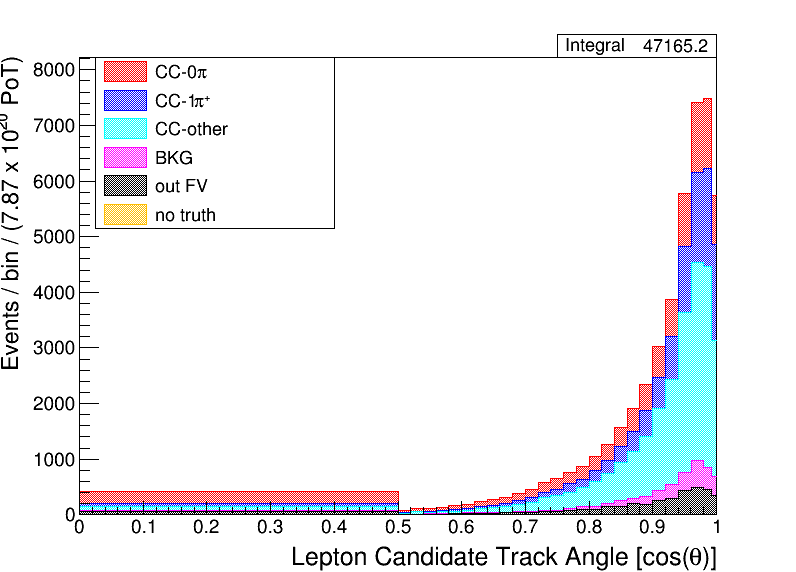 Integral 47165.2
Events / bin / (7.87 x 10²⁰ PoT)
8000
7000
6000
5000
4000
3000
2000
1000
0
CC-0π
CC-1π⁺
CC-other
BKG
out FV
no truth
0 0.1 0.2 0.3 0.4 0.5 0.6 0.7 0.8 0.9 1
Lepton Candidate Track Angle [cos(θ)]